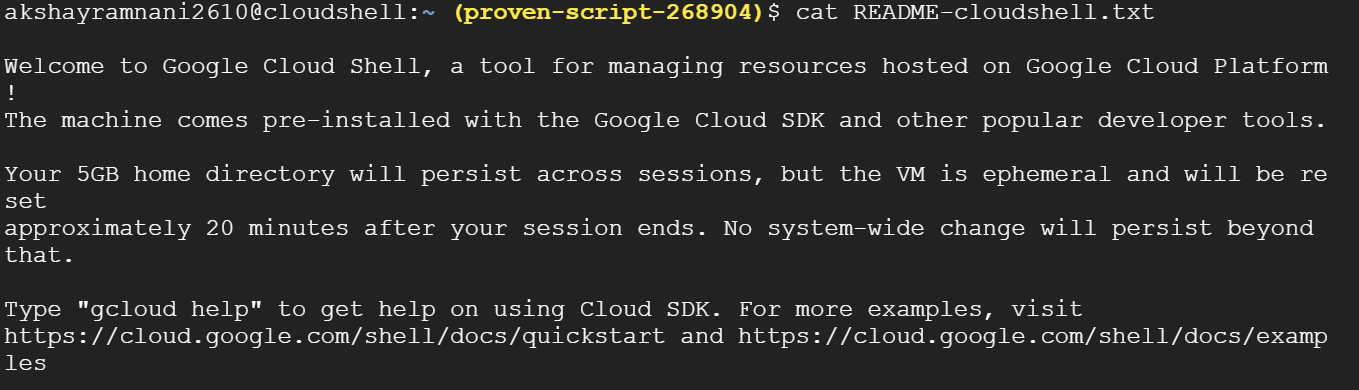 akshayramnani2610@cloudshell:~ (proven-script-268904)$ cat README-cloudshell.txt
Welcome to Google Cloud Shell, a tool for managing resources hosted on Google Cloud Platform
!
The machine comes pre-installed with the Google Cloud SDK and other popular developer tools.
Your 5GB home directory will persist across sessions, but the VM is ephemeral and will be re
set
approximately 20 minutes after your session ends. No system-wide change will persist beyond
that.
Type "gcloud help" to get help on using Cloud SDK. For more examples, visit
https://cloud.google.com/shell/docs/quickstart and https://cloud.google.com/shell/docs/examp
les